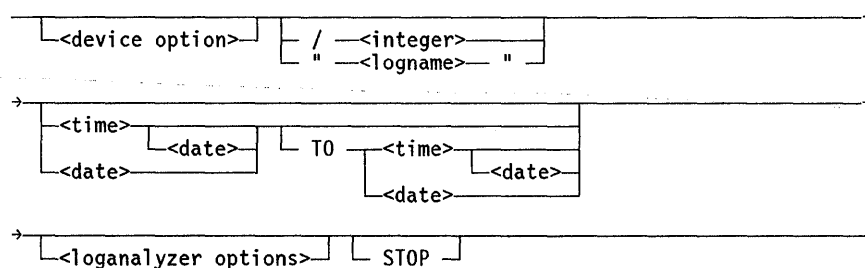 <device option>
/ <integer>
" <logname> "
<time>
<date>
TO <time>
<date>
<date>
<date>
<loganalyzer options> STOP